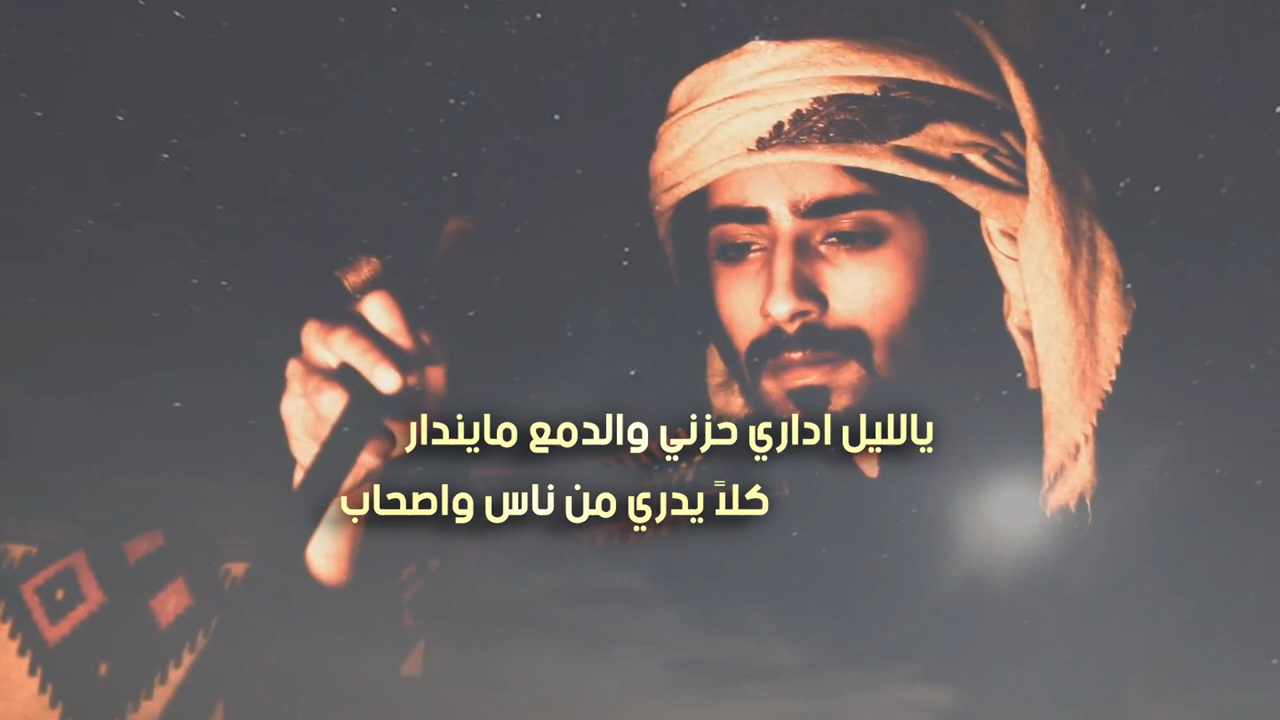 ياالليل اداري حزني والدمع مايندار
كلاً يدري من ناس واصحاب